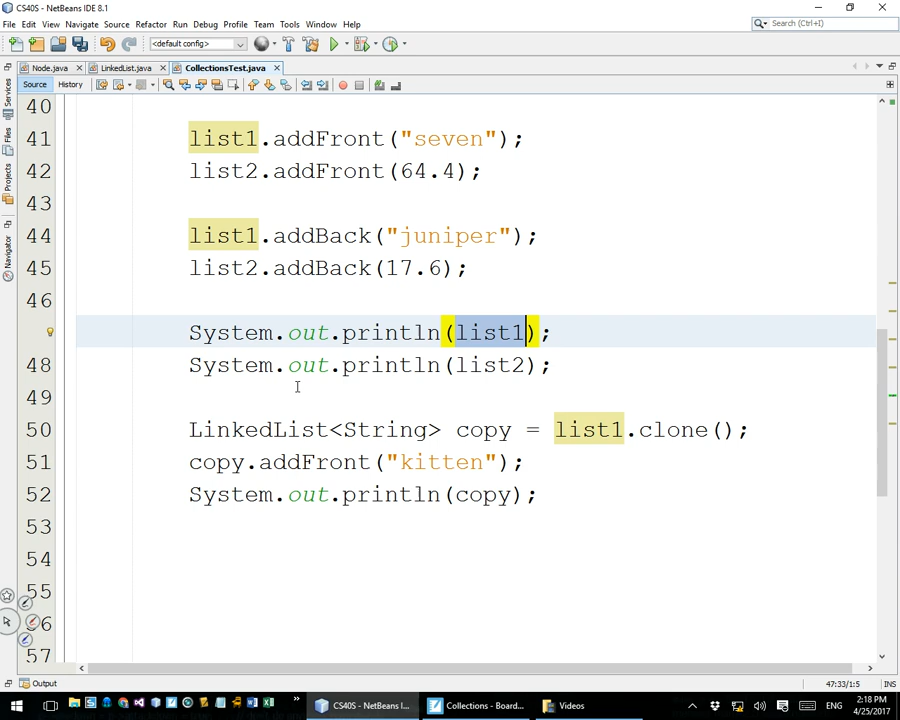 CS40S - NetBeans IDE 8.1
File Edit View Navigate Source Refactor Run Debug Profile Team Tools Window Help
Search (Ctrl+I)
<default config>
Node.java LinkedList.java CollectionsTest.java
Source History
Services
Files
Projects
Navigator
40
41 list1.addFront("seven");
42 list2.addFront(64.4);
43
44 list1.addBack("juniper");
45 list2.addBack(17.6);
46
System.out.println(list1);
48 System.out.println(list2);
49
50 LinkedList<String> copy = list1.clone();
51 copy.addFront("kitten");
52 System.out.println(copy);
53
54
55
56
57
Output
47:33/1:5 INS
CS40S - NetBeans I... Collections - Board... Videos
ENG
2:18 PM
4/25/2017